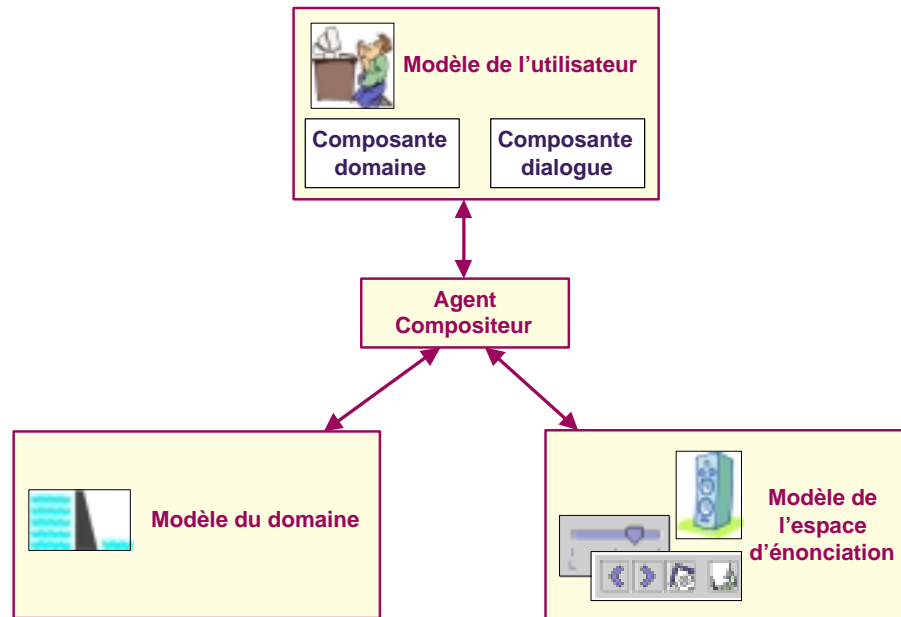 Modèle de l’utilisateur
Composante
domaine
Composante
dialogue
Agent
Compositeur
Modèle du domaine
Modèle de
l’espace
d'énonciation